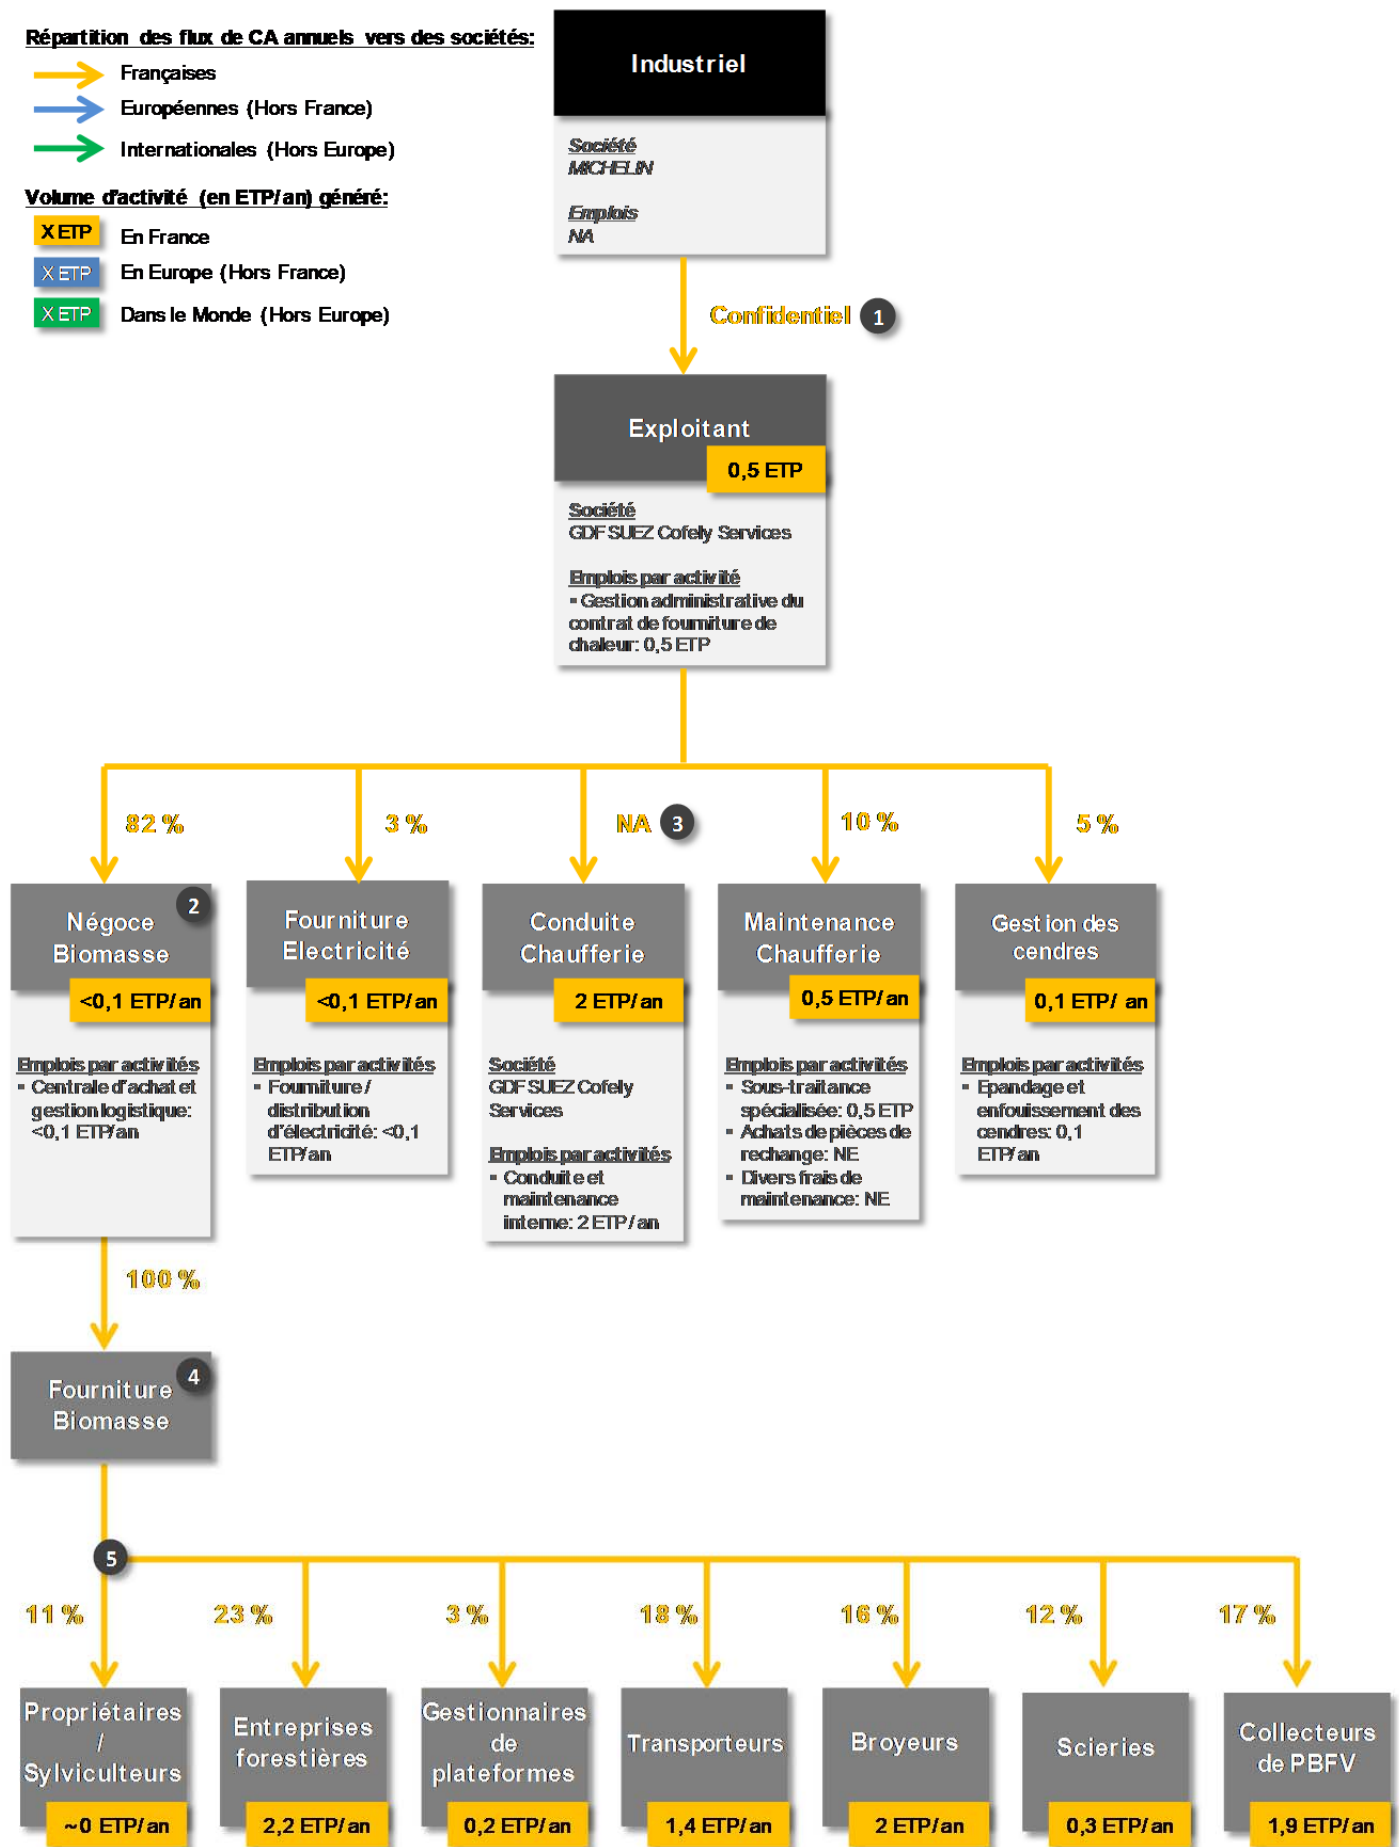 Répartition des flux de CA annuels vers des sociétés:
Françaises
Européennes (Hors France)
Internationales (Hors Europe)
Volume d'activité (en ETP/an) généré:
X ETP En France
X ETP En Europe (Hors France)
X ETP Dans le Monde (Hors Europe)
Industriel
Société
MICHELIN
Emplois
NA
Confidentiel 1
Exploitant
0,5 ETP
Société
GDF SUEZ Cofely Services
Emplois par activité
▪ Gestion administrative du
contrat de fourniture de
chaleur: 0,5 ETP
82 %
3 %
NA 3
10 %
5 %
2
Négoce
Biomasse
<0,1 ETP/an
Emplois par activités
▪ Centrale d'achat et
gestion logistique:
<0,1 ETP/an
Fourniture
Electricité
<0,1 ETP/an
Emplois par activités
▪ Fourniture /
distribution
d'électricité: <0,1
ETP/an
Conduite
Chaufferie
2 ETP/an
Société
GDF SUEZ Cofely
Services
Emplois par activités
▪ Conduite et
maintenance
interne: 2 ETP/an
Maintenance
Chaufferie
0,5 ETP/an
Emplois par activités
▪ Sous-traitance
spécialisée: 0,5 ETP
▪ Achats de pièces de
rechange: NE
▪ Divers frais de
maintenance: NE
Gestion des
cendres
0,1 ETP/ an
Emplois par activités
▪ Epandage et
enfouissement des
cendres: 0,1
ETP/an
100 %
4
Fourniture
Biomasse
5
11 %
23 %
3 %
18 %
16 %
12 %
17 %
Propriétaires
/
Sylviculteurs
~0 ETP/an
Entreprises
forestières
2,2 ETP/an
Gestionnaires
de
plateformes
0,2 ETP/an
Transporteurs
1,4 ETP/an
Broyeurs
2 ETP/an
Scieries
0,3 ETP/an
Collecteurs
de PBFV
1,9 ETP/an